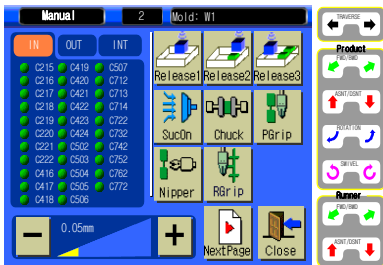 Manual 2 Mold: W1
IN OUT INT
C215 C419 C507
C216 C420 C712
C217 C421 C713
C218 C422 C714
C219 C423 C722
C220 C424 C732
C221 C502 C742
C222 C503 C752
C416 C504 C762
C417 C505 C772
C418 C506
Release1 Release2 Release3
SucOn Chuck PGrip
Nipper RGrip
0.05mm
NextPage Close
TRAVERSE
Product
FWD/BWD
ASNT/DSNT
ROTATION
SWIVEL
Runner
FWD/BWD
ASNT/DSNT